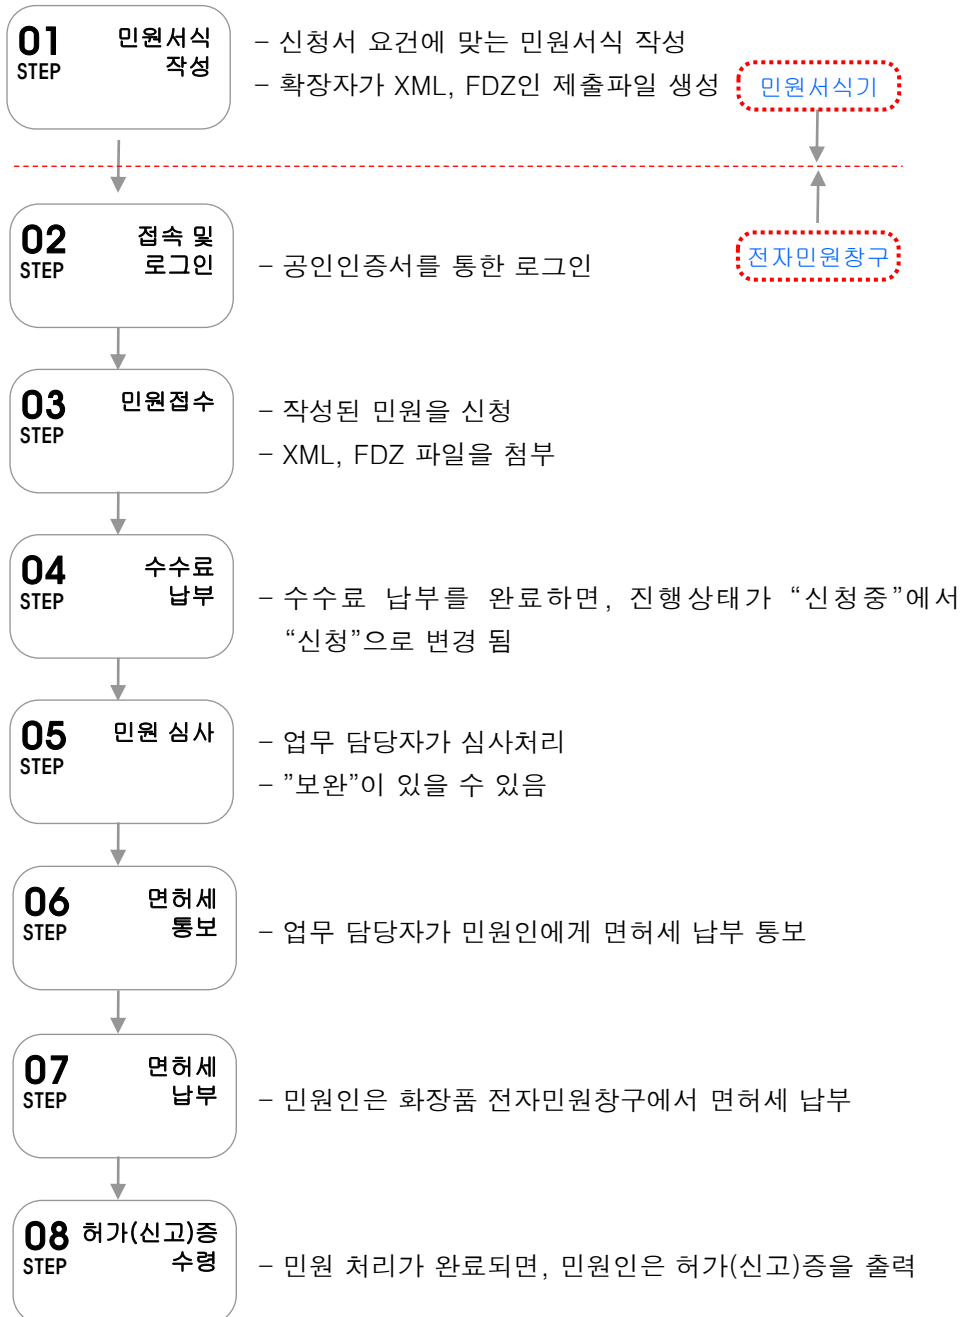 01 민원서식
STEP 작성
- 신청서 요건에 맞는 민원서식 작성
- 확장자가 XML, FDZ인 제출파일 생성
민원서식기
02 접속 및
STEP 로그인
- 공인인증서를 통한 로그인
전자민원창구
03 민원접수
STEP
- 작성된 민원을 신청
- XML, FDZ 파일을 첨부
04 수수료
STEP 납부
- 수수료 납부를 완료하면, 진행상태가 “신청중”에서
“신청”으로 변경 됨
05 민원 심사
STEP
- 업무 담당자가 심사처리
- ”보완”이 있을 수 있음
06 면허세
STEP 통보
- 업무 담당자가 민원인에게 면허세 납부 통보
07 면허세
STEP 납부
- 민원인은 화장품 전자민원창구에서 면허세 납부
08 허가(신고)증
STEP 수령
- 민원 처리가 완료되면, 민원인은 허가(신고)증을 출력